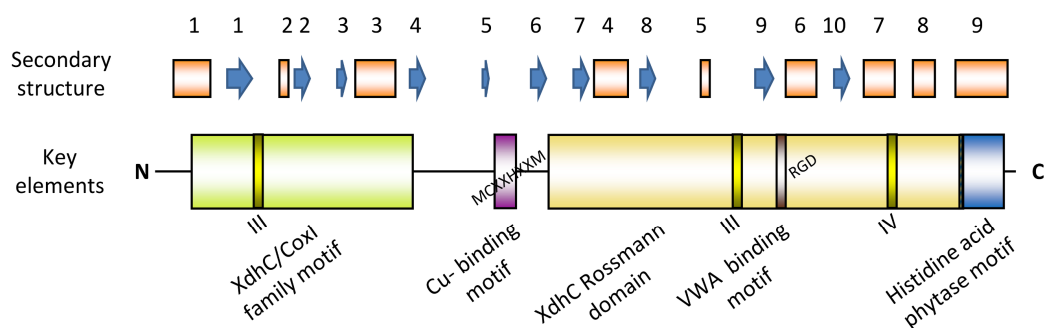 1 1 2 2 3 3 4 5 6 7 4 8 5 9 6 10 7 8 9
Secondary
structure
Key
elements
N
MCXXHXXM
RGD
C
III
III
IV
XdhC/CoxI
family motif
Cu- binding
motif
XdhC Rossmann
domain
VWA binding
motif
Histidine acid
phytase motif